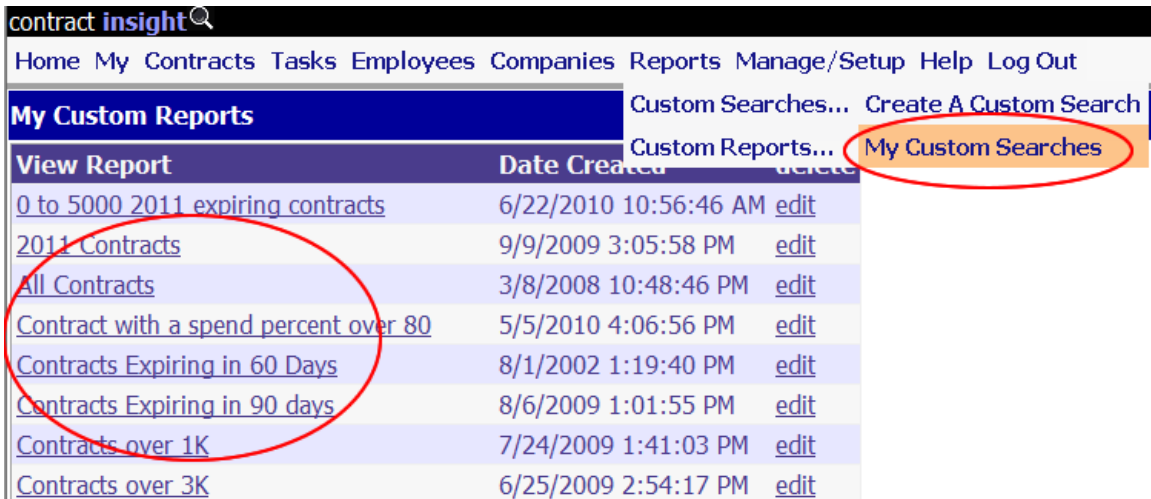 contract insight
Home My Contracts Tasks Employees Companies Reports Manage/Setup Help Log Out
Custom Searches... Create A Custom Search
My Custom Reports
Custom Reports... My Custom Searches
View Report Date Created delete
0 to 5000 2011 expiring contracts 6/22/2010 10:56:46 AM edit
2011 Contracts 9/9/2009 3:05:58 PM edit
All Contracts 3/8/2008 10:48:46 PM edit
Contract with a spend percent over 80 5/5/2010 4:06:56 PM edit
Contracts Expiring in 60 Days 8/1/2002 1:19:40 PM edit
Contracts Expiring in 90 days 8/6/2009 1:01:55 PM edit
Contracts over 1K 7/24/2009 1:41:03 PM edit
Contracts over 3K 6/25/2009 2:54:17 PM edit